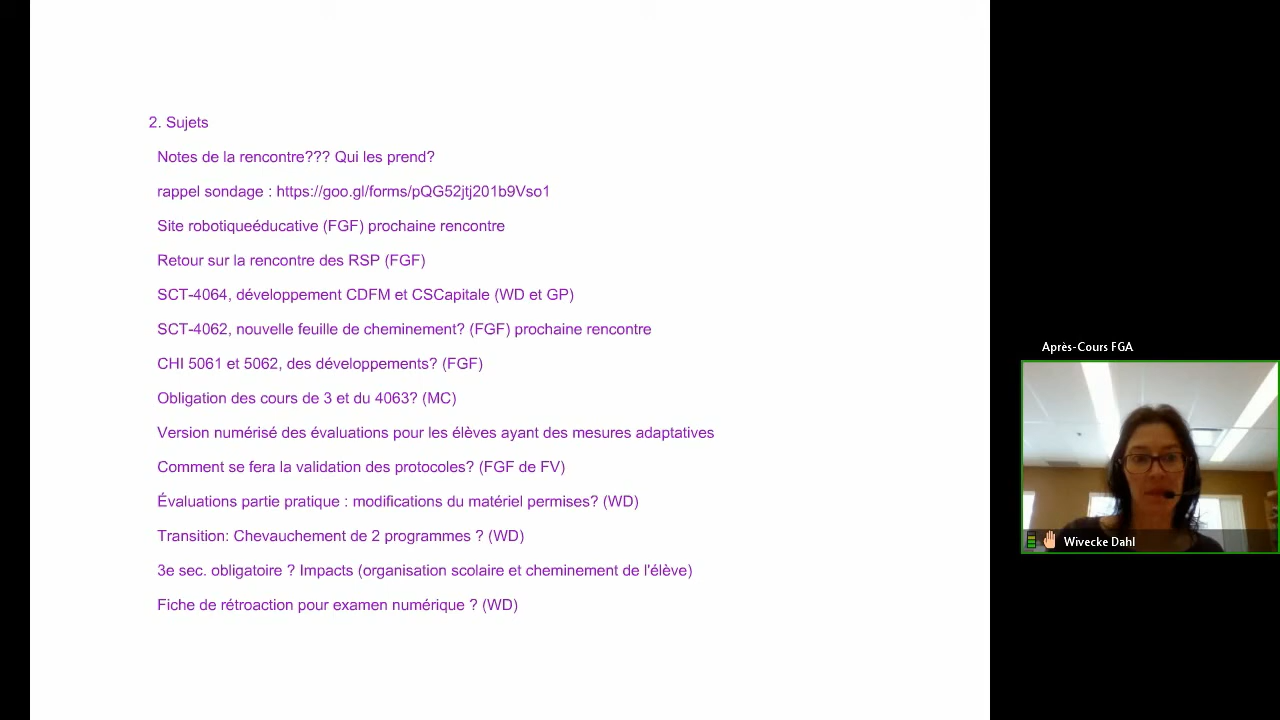 2. Sujets
Notes de la rencontre??? Qui les prend?
rappel sondage : https://goo.gl/forms/pQG52jtj201b9Vso1
Site robotiqueéducative (FGF) prochaine rencontre
Retour sur la rencontre des RSP (FGF)
SCT-4064, développement CDFM et CSCapitale (WD et GP)
SCT-4062, nouvelle feuille de cheminement? (FGF) prochaine rencontre
CHI 5061 et 5062, des développements? (FGF)
Obligation des cours de 3 et du 4063? (MC)
Version numérisé des évaluations pour les élèves ayant des mesures adaptatives
Comment se fera la validation des protocoles? (FGF de FV)
Évaluations partie pratique : modifications du matériel permises? (WD)
Transition: Chevauchement de 2 programmes ? (WD)
3e sec. obligatoire ? Impacts (organisation scolaire et cheminement de l'élève)
Fiche de rétroaction pour examen numérique ? (WD)
Après-Cours FGA
Wivecke Dahl